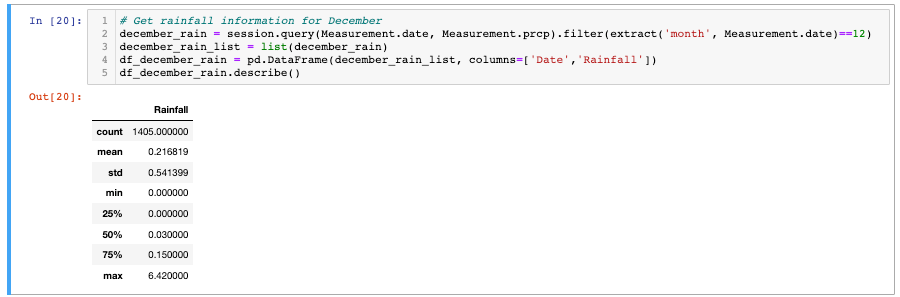 In [20]:
1 # Get rainfall information for December
2 december_rain = session.query(Measurement.date, Measurement.prcp).filter(extract('month', Measurement.date)==12)
3 december_rain_list = list(december_rain)
4 df_december_rain = pd.DataFrame(december_rain_list, columns=['Date','Rainfall'])
5 df_december_rain.describe()
Out[20]:
Rainfall
count 1405.000000
mean 0.216819
std 0.541399
min 0.000000
25% 0.000000
50% 0.030000
75% 0.150000
max 6.420000